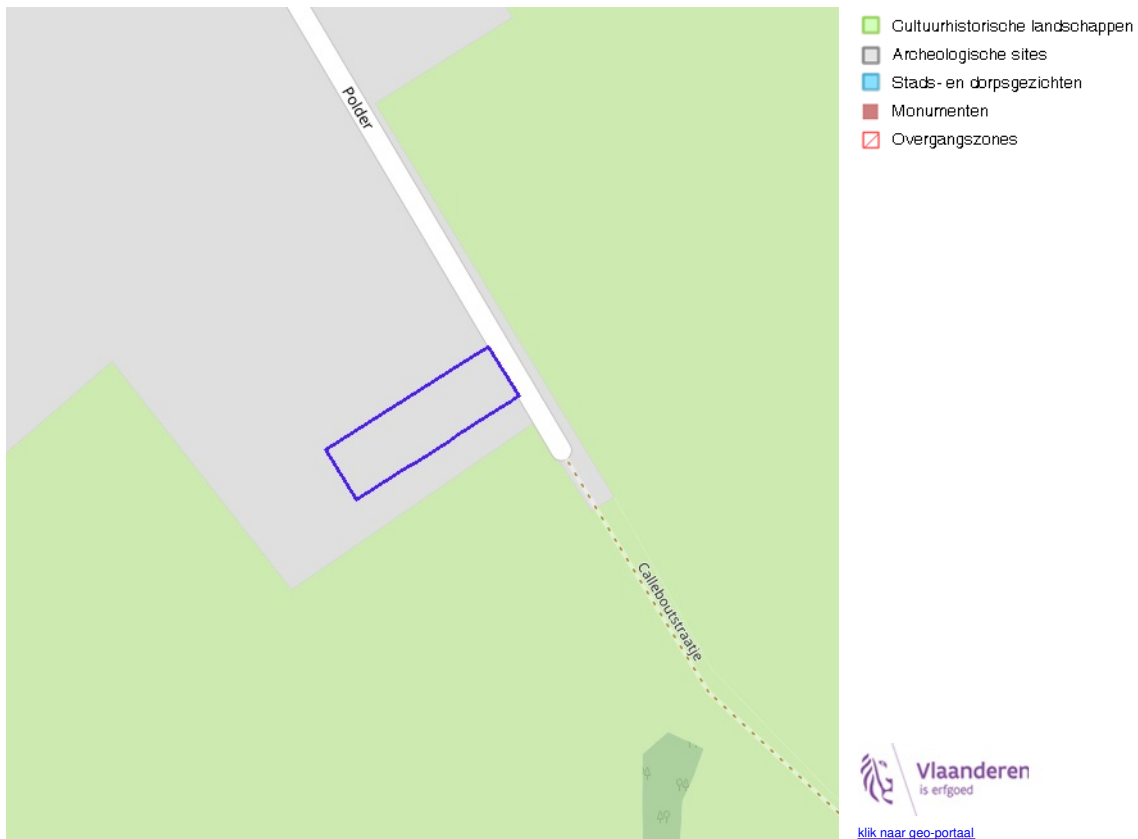 Polder
Calleboutstraatje
Cultuurhistorische landschappen
Archeologische sites
Stads- en dorpsgezichten
Monumenten
Overgangszones
Vlaanderen
is erfgoed
klik naar geo-portaal